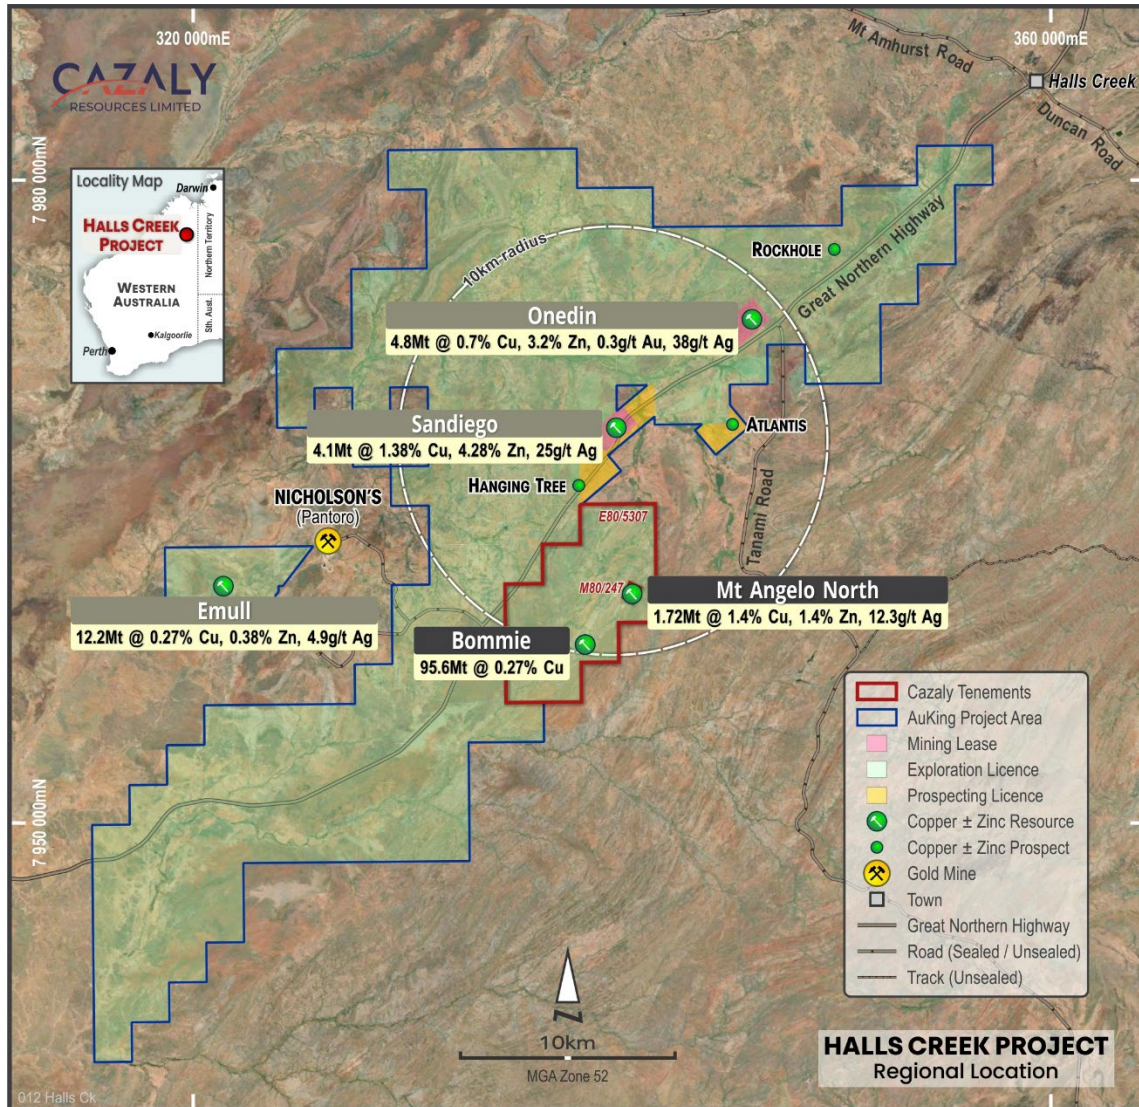 320 000mE
360 000mE
Mt Amhurst Road
Halls Creek
Duncan Road
CAZALY
RESOURCES LIMITED
7 980 000mN
Locality Map
Darwin
HALLS CREEK
PROJECT
Northern Territory
WESTERN
AUSTRALIA
Sth. Aust.
Kalgoorlie
Perth
10km-radius
ROCKHOLE
Great Northern Highway
Onedin
4.8Mt @ 0.7% Cu, 3.2% Zn, 0.3g/t Au, 38g/t Ag
Sandiego
4.1Mt @ 1.38% Cu, 4.28% Zn, 25g/t Ag
ATLANTIS
HANGING TREE
NICHOLSON'S
(Pantoro)
E80/5307
Tanami Road
M80/247
Emull
12.2Mt @ 0.27% Cu, 0.38% Zn, 4.9g/t Ag
Mt Angelo North
1.72Mt @ 1.4% Cu, 1.4% Zn, 12.3g/t Ag
Bommie
95.6Mt @ 0.27% Cu
7 950 000mN
Cazaly Tenements
AuKing Project Area
Mining Lease
Exploration Licence
Prospecting Licence
Copper ± Zinc Resource
Copper ± Zinc Prospect
Gold Mine
Town
Great Northern Highway
Road (Sealed / Unsealed)
Track (Unsealed)
N
10km
MGA Zone 52
HALLS CREEK PROJECT
Regional Location
012 Halls Ck